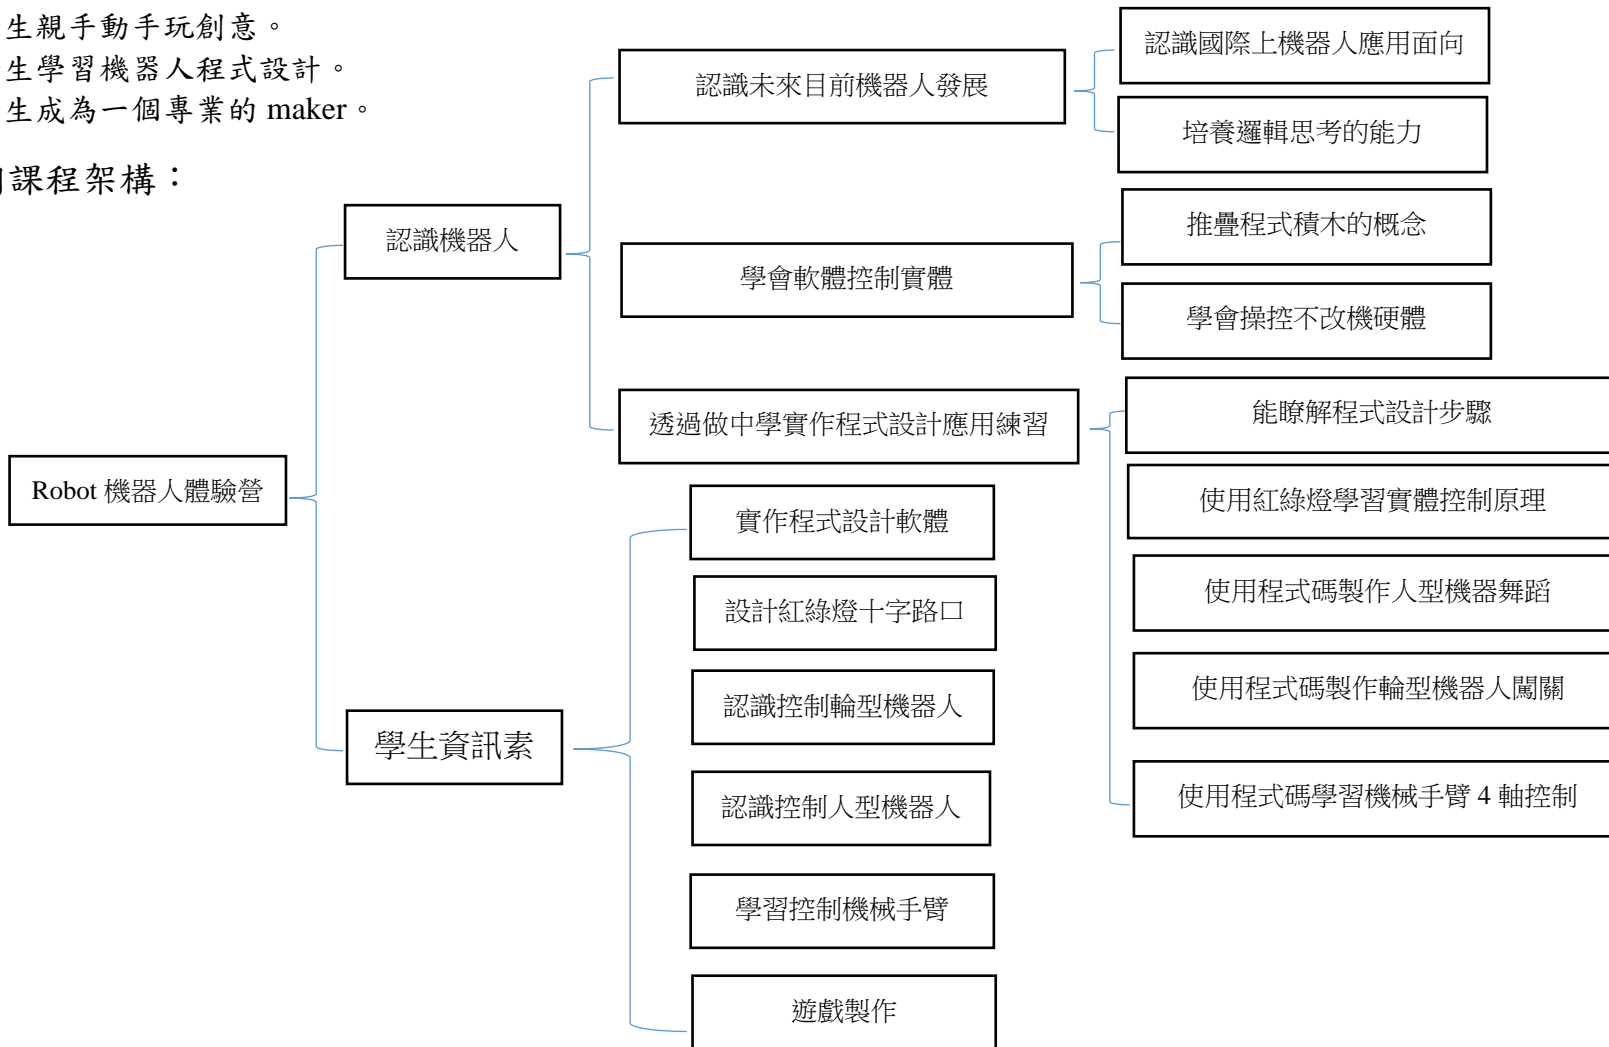 生親手動手玩創意。
生學習機器人程式設計。
生成為一個專業的 maker。
課程架構：
Robot 機器人體驗營
認識機器人
認識未來目前機器人發展
認識國際上機器人應用面向
培養邏輯思考的能力
學會軟體控制實體
推疊程式積木的概念
學會操控不改機硬體
透過做中學實作程式設計應用練習
能瞭解程式設計步驟
使用紅綠燈學習實體控制原理
使用程式碼製作人型機器舞蹈
使用程式碼製作輪型機器人闖關
使用程式碼學習機械手臂 4 軸控制
學生資訊素
實作程式設計軟體
設計紅綠燈十字路口
認識控制輪型機器人
認識控制人型機器人
學習控制機械手臂
遊戲製作